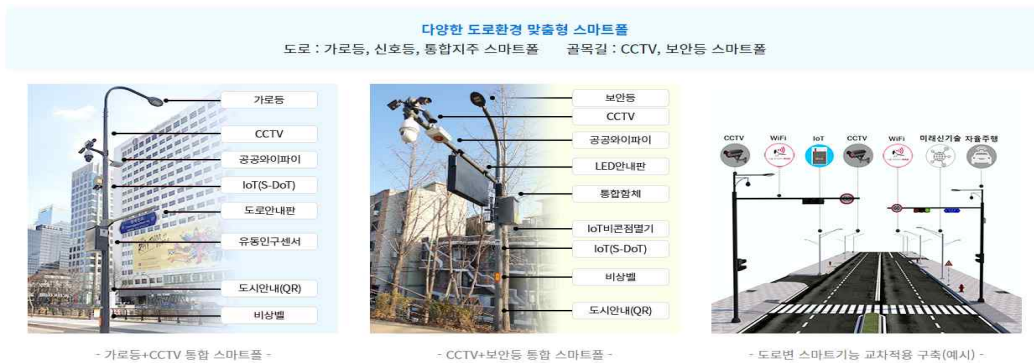 다양한 도로환경 맞춤형 스마트폴
도로 : 가로등, 신호등, 통합지주 스마트폴 골목길 : CCTV, 보안등 스마트폴
가로등
CCTV
공공와이파이
IoT(S-DoT)
도로안내판
유동인구센서
도시안내(QR)
비상벨
- 가로등+CCTV 통합 스마트폴 -
보안등
CCTV
공공와이파이
LED안내판
통합함체
IoT비콘점멸기
IoT(S-DoT)
비상벨
도시안내(QR)
- CCTV+보안등 통합 스마트폴 -
CCTV WiFi IoT CCTV WiFi 미래신기술 자율주행
- 도로변 스마트기능 교차적용 구축(예시) -